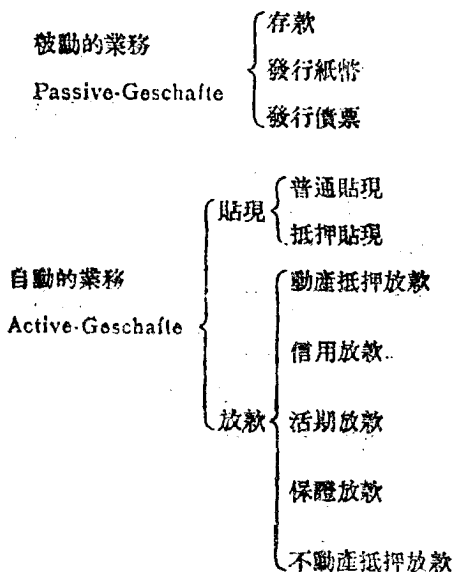 存款
被動的業務
發行紙幣
Passive-Geschafte
發行債票
普通貼現
貼現
抵押貼現
自動的業務
動產抵押放款
Active-Geschafte
信用放款
放款
活期放款
保證放款
不動產抵押放款